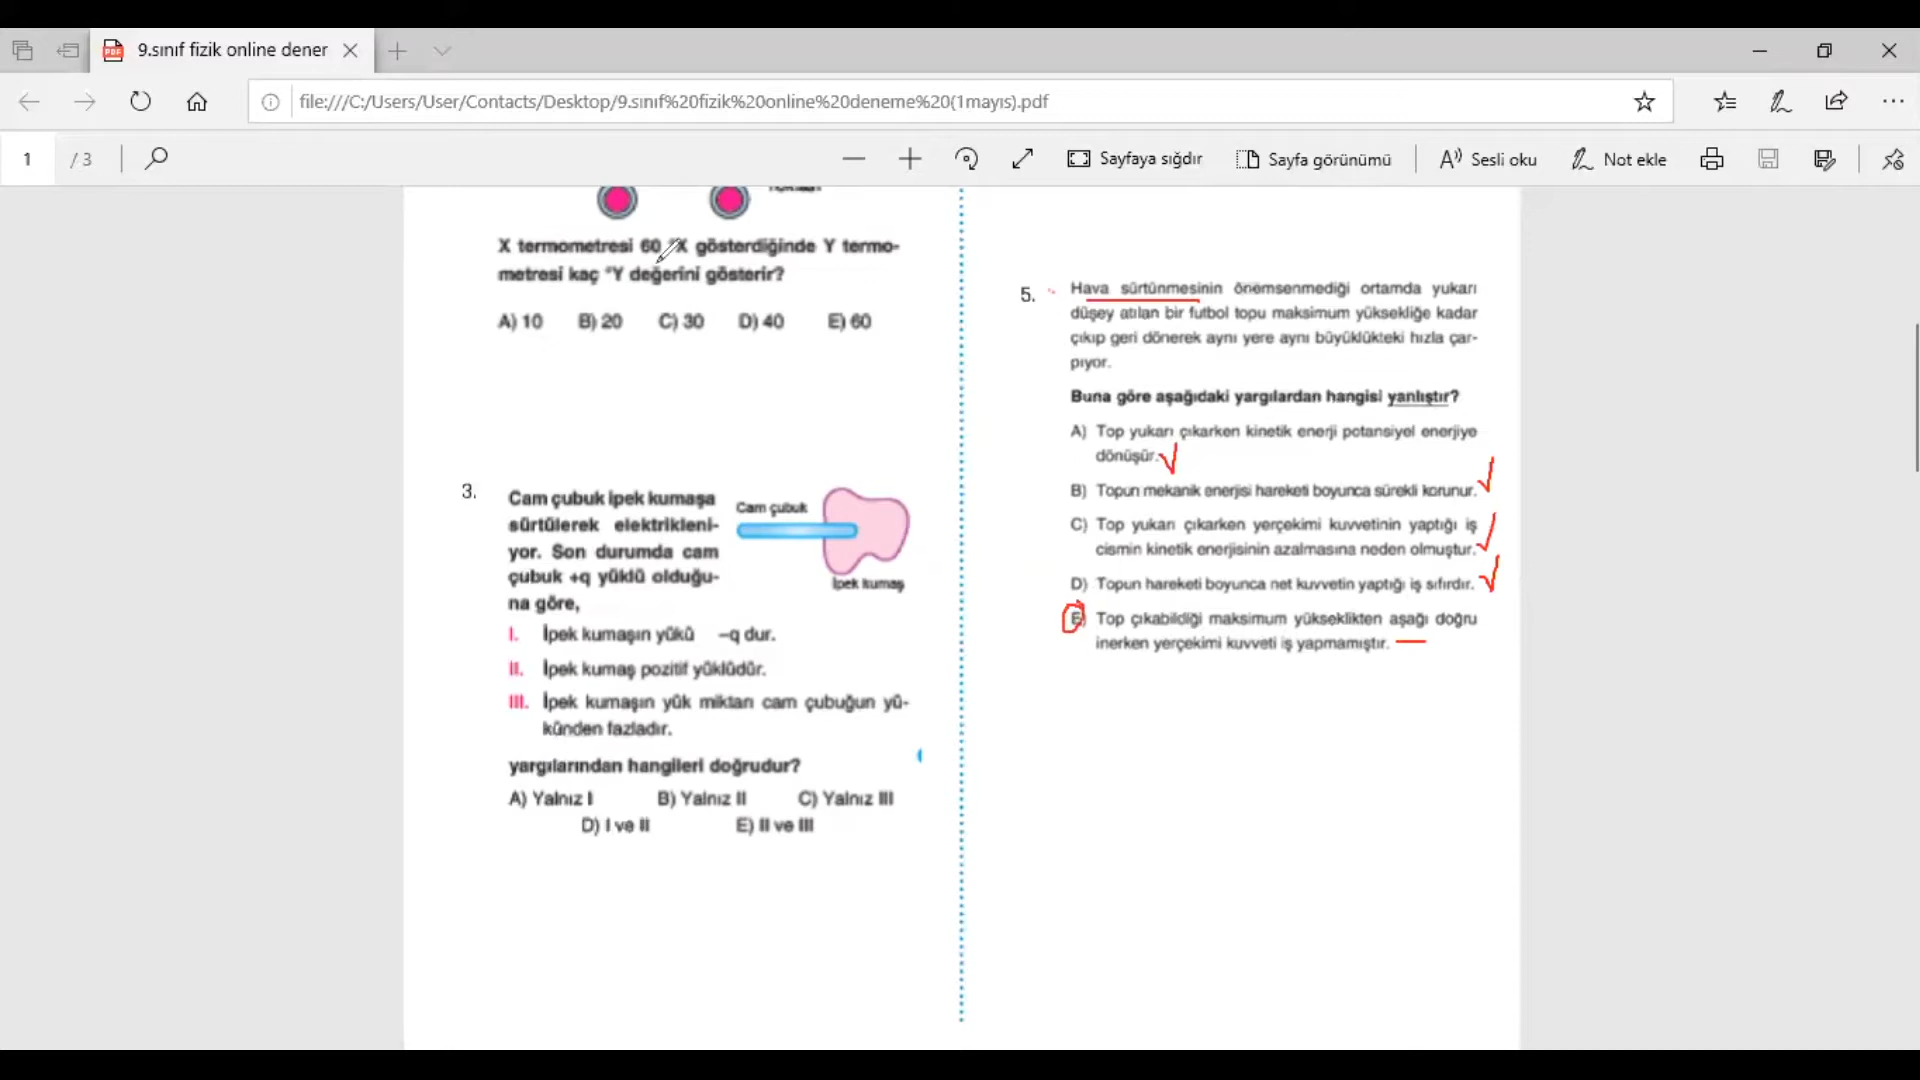 9.sınıf fizik online dener
file:///C:/Users/User/Contacts/Desktop/9.sınıf%20fizik%20online%20deneme%20(1mayıs).pdf
1 / 3
Sayfaya sığdır
Sayfa görünümü
Sesli oku
Not ekle
X termometresi 60 °X gösterdiğinde Y termo-
metresi kaç °Y değerini gösterir?
A) 10 B) 20 C) 30 D) 40 E) 60
3.
Cam çubuk ipek kumaşa
sürtülerek elektrikleni-
yor. Son durumda cam
çubuk +q yüklü olduğu-
na göre,
Cam çubuk
İpek kumaş
I. İpek kumaşın yükü –q dur.
II. İpek kumaş pozitif yüklüdür.
III. İpek kumaşın yük miktarı cam çubuğun yü-
künden fazladır.
yargılarından hangileri doğrudur?
A) Yalnız I B) Yalnız II C) Yalnız III
D) I ve II E) II ve III
5.
Hava sürtünmesinin önemsenmediği ortamda yukarı
düşey atılan bir futbol topu maksimum yüksekliğe kadar
çıkıp geri dönerek aynı yere aynı büyüklükteki hızla çar-
pıyor.
Buna göre aşağıdaki yargılardan hangisi yanlıştır?
A) Top yukarı çıkarken kinetik enerji potansiyel enerjiye
dönüşür.
B) Topun mekanik enerjisi hareketi boyunca sürekli korunur.
C) Top yukarı çıkarken yerçekimi kuvvetinin yaptığı iş
cismin kinetik enerjisinin azalmasına neden olmuştur.
D) Topun hareketi boyunca net kuvvetin yaptığı iş sıfırdır.
E) Top çıkabildiği maksimum yükseklikten aşağı doğru
inerken yerçekimi kuvveti iş yapmamıştır.